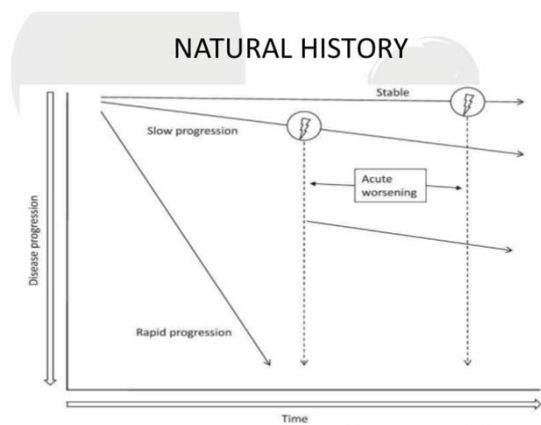 NATURAL HISTORY
Stable
Slow progression
Acute
worsening
Disease progression
Rapid progression
Time